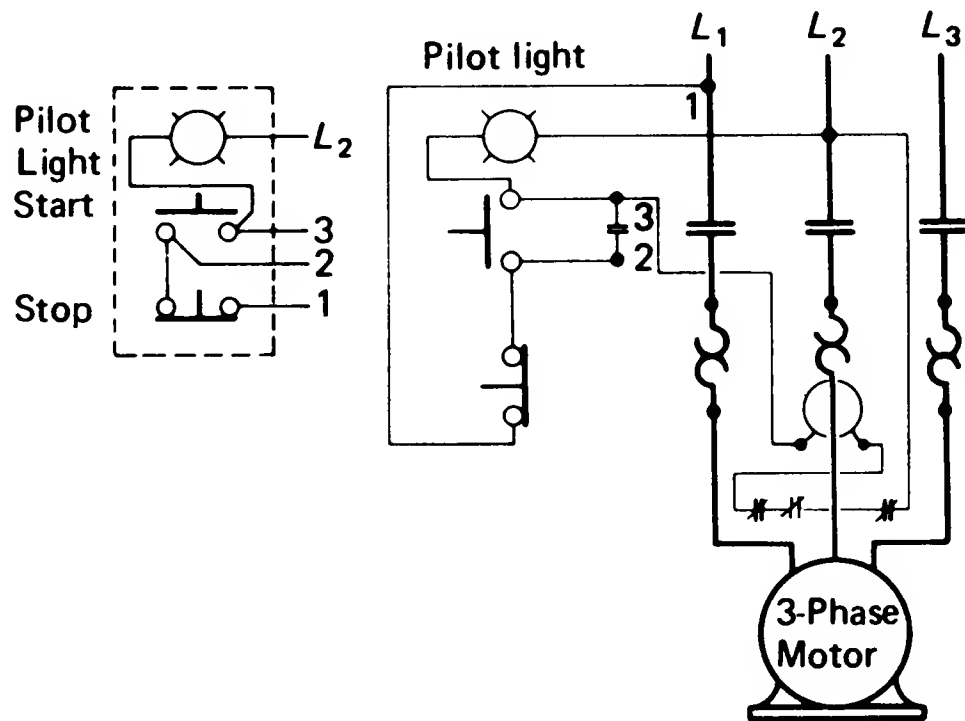 Pilot
Light
Start
Stop
L2
3
2
1
Pilot light
L1
L2
L3
1
3
2
3-Phase
Motor